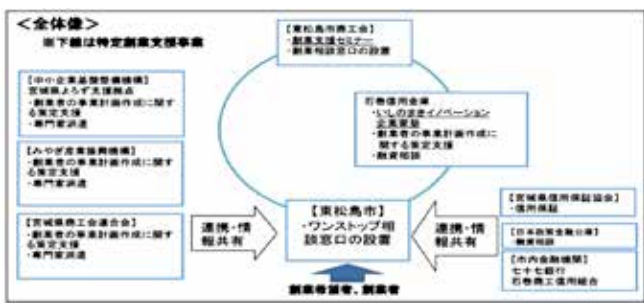 ＜全体像＞
※下線は特定創業支援事業
【東松島市商工会】
・創業支援セミナー
・創業相談窓口の設置
【中小企業基盤整備機構】
宮城県よろず支援拠点
・創業者の事業計画作成に関す
る策定支援
・専門家派遣
【みやぎ産業振興機構】
・創業者の事業計画作成に関す
る策定支援
・専門家派遣
【宮城県商工会連合会】
・創業者の事業計画作成に関す
る策定支援
・専門家派遣
石巻信用金庫
・いしのまきイノベーション
企業家塾
・創業者の事業計画作成に
関する策定支援
・融資相談
連携・情
報共有
【東松島市】
・ワンストップ相
談窓口の設置
連携・情
報共有
【宮城県信用保証協会】
・信用保証
【日本政策金融公庫】
・融資相談
【市内金融機関】
七十七銀行
石巻商工信用組合
創業希望者、創業者